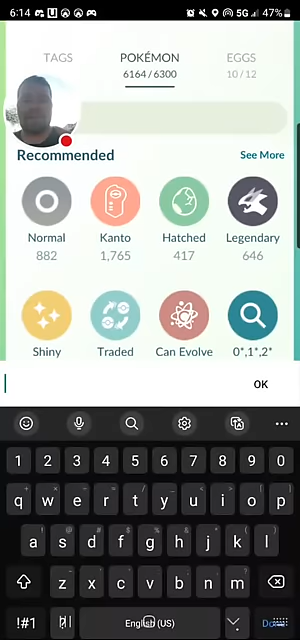 6:14
5G 47%
TAGS POKÉMON EGGS
6164 / 6300 10 / 12
Recommended See More
Normal Kanto Hatched Legendary
882 1,765 417 646
Shiny Traded Can Evolve 0*,1*,2*
OK
1 2 3 4 5 6 7 8 9 0
q w e r t y u i o p
a s d f g h j k l
z x c v b n m
!#1 English (US)